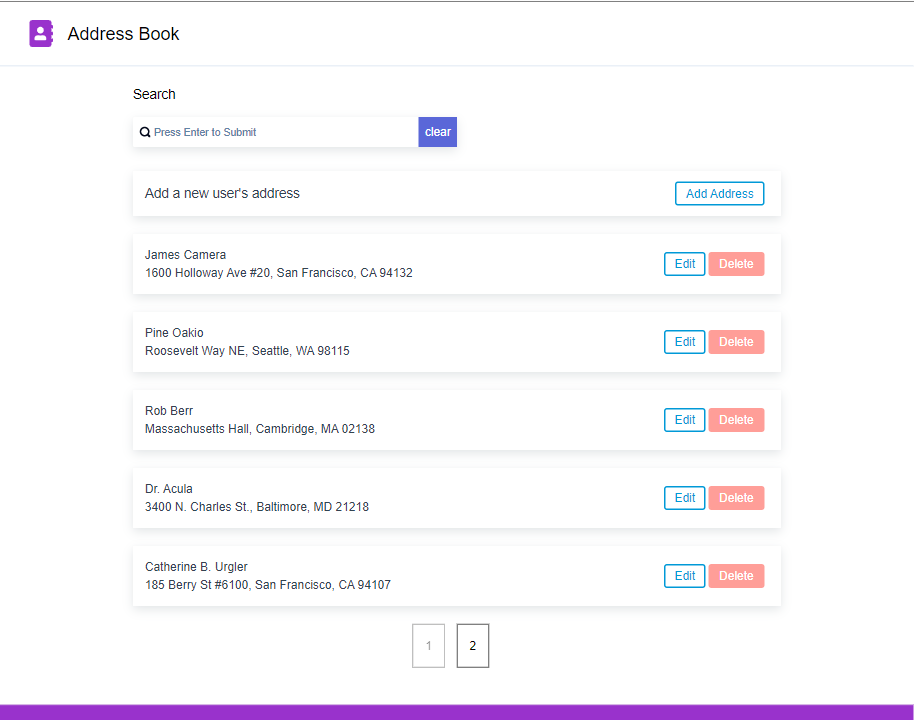 Address Book
Search
Press Enter to Submit
clear
Add a new user's address
Add Address
James Camera
1600 Holloway Ave #20, San Francisco, CA 94132
Edit
Delete
Pine Oakio
Roosevelt Way NE, Seattle, WA 98115
Edit
Delete
Rob Berr
Massachusetts Hall, Cambridge, MA 02138
Edit
Delete
Dr. Acula
3400 N. Charles St., Baltimore, MD 21218
Edit
Delete
Catherine B. Urgler
185 Berry St #6100, San Francisco, CA 94107
Edit
Delete
1
2